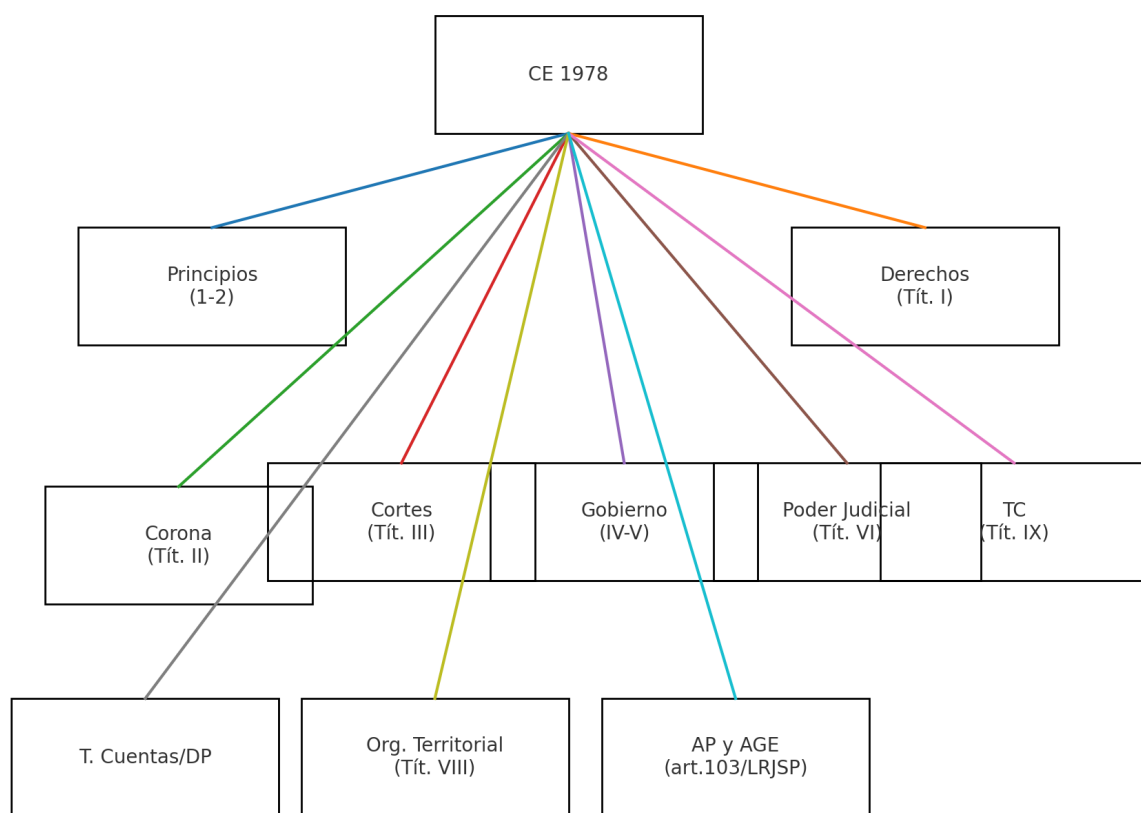 CE 1978
Principios
(1-2)
Derechos
(Tít. I)
Corona
(Tít. II)
Cortes
(Tít. III)
Gobierno
(IV-V)
Poder Judicial
(Tít. VI)
TC
(Tít. IX)
T. Cuentas/DP
Org. Territorial
(Tít. VIII)
AP y AGE
(art.103/LRJSP)